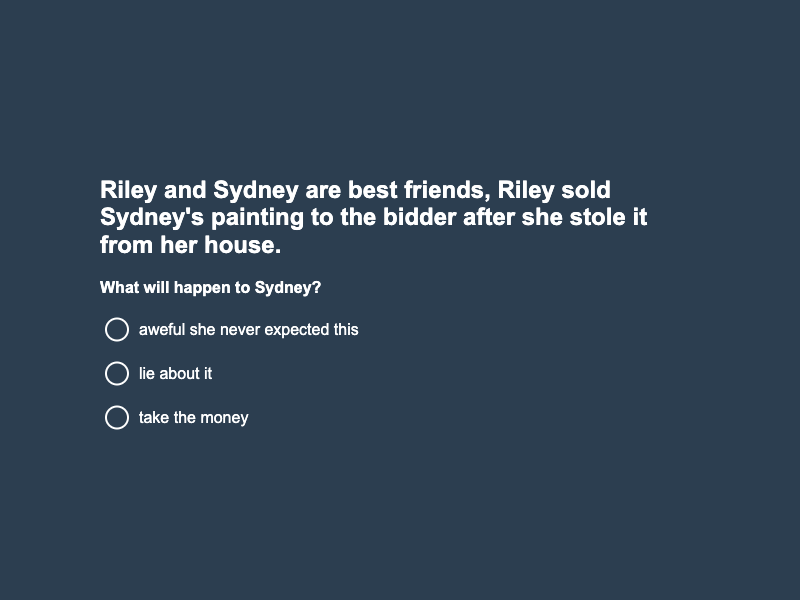 Riley and Sydney are best friends, Riley sold
Sydney's painting to the bidder after she stole it
from her house.
What will happen to Sydney?
aweful she never expected this
lie about it
take the money